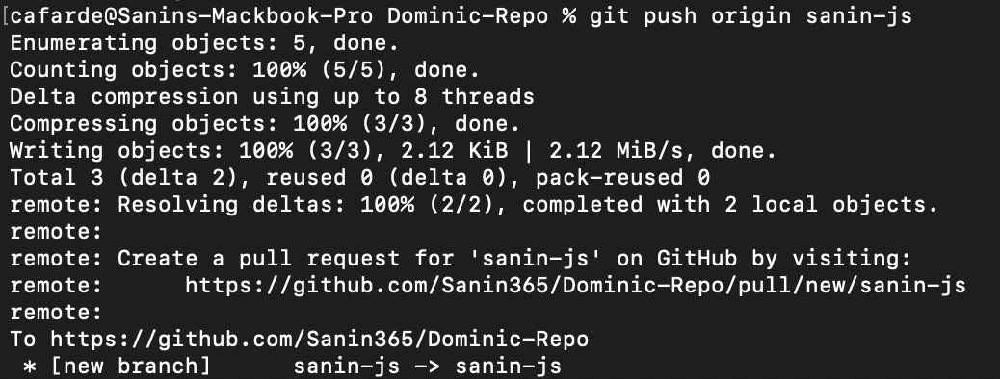 [cafarde@Sanins-Mackbook-Pro Dominic-Repo % git push origin sanin-js
Enumerating objects: 5, done.
Counting objects: 100% (5/5), done.
Delta compression using up to 8 threads
Compressing objects: 100% (3/3), done.
Writing objects: 100% (3/3), 2.12 KiB | 2.12 MiB/s, done.
Total 3 (delta 2), reused 0 (delta 0), pack-reused 0
remote: Resolving deltas: 100% (2/2), completed with 2 local objects.
remote:
remote: Create a pull request for 'sanin-js' on GitHub by visiting:
remote:      https://github.com/Sanin365/Dominic-Repo/pull/new/sanin-js
remote:
To https://github.com/Sanin365/Dominic-Repo
 * [new branch]      sanin-js -> sanin-js